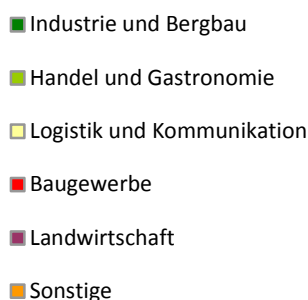 Industrie und Bergbau
Handel und Gastronomie
Logistik und Kommunikation
Baugewerbe
Landwirtschaft
Sonstige